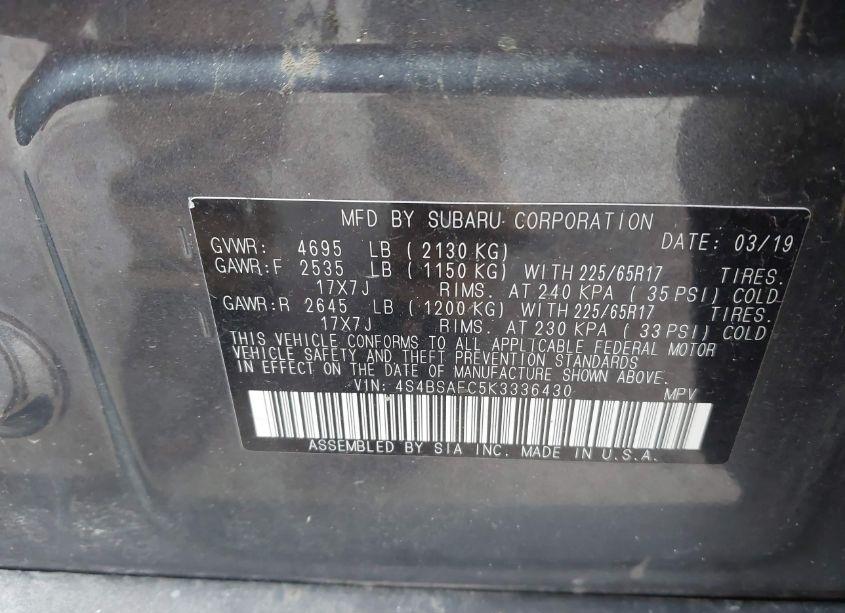 MFD BY SUBARU CORPORATION
DATE: 03/19
GVWR: 4695 LB (2130 KG)
GAWR:F 2535 LB (1150 KG) WITH 225/65R17 TIRES.
17X7J RIMS. AT 240 KPA (35 PSI) COLD
GAWR:R 2645 LB (1200 KG) WITH 225/65R17 TIRES.
17X7J RIMS. AT 230 KPA (33 PSI) COLD
THIS VEHICLE CONFORMS TO ALL APPLICABLE FEDERAL MOTOR
VEHICLE SAFETY AND THEFT PREVENTION STANDARDS
IN EFFECT ON THE DATE OF MANUFACTURE SHOWN ABOVE.
VIN: 4S4BSAFC5K3336430 MPV
ASSEMBLED BY SIA INC. MADE IN U.S.A.